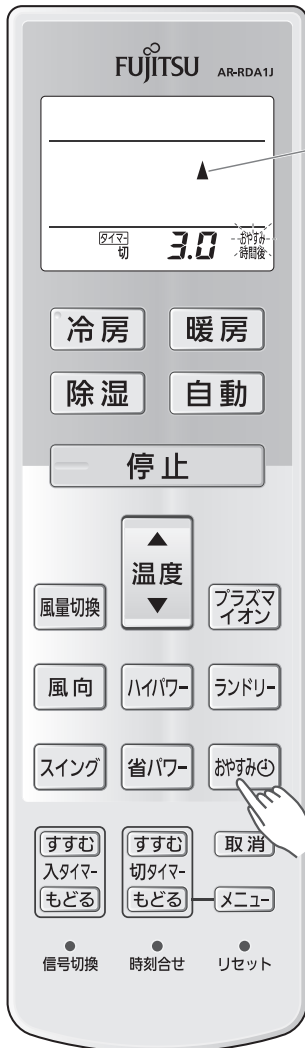 FUJITSU AR-RDA1J
タイマー
切 3.0 おやすみ
時間後
冷房 暖房
除湿 自動
停止
▲
温度
▼
風量切換 プラズマ
イオン
風向 ハイパワー ランドリー
スイング 省パワー おやすみ
すすむ すすむ 取消
入タイマー 切タイマー
もどる もどる メニュー
信号切換 時刻合せ リセット